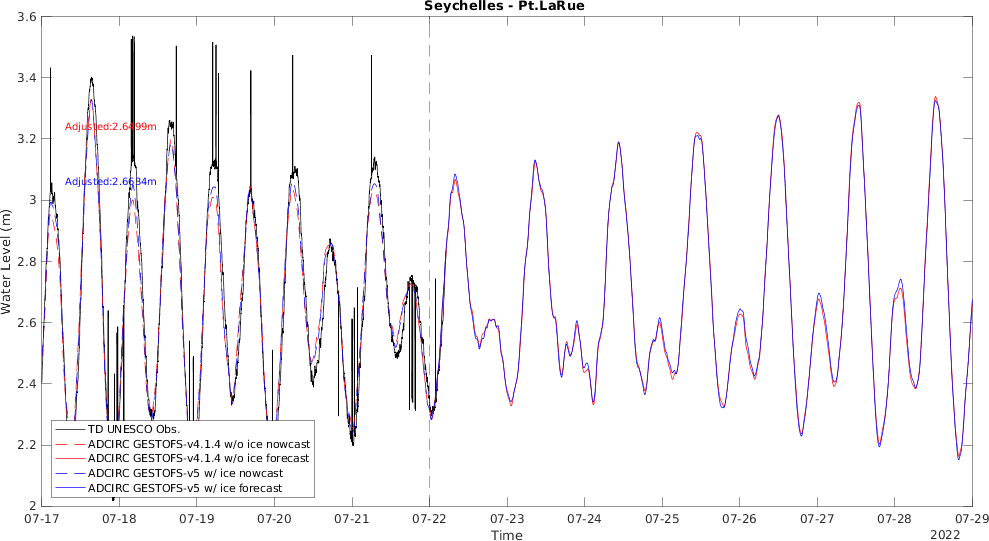 Seychelles - Pt.LaRue
3.6
3.4
3.2
3
2.8
2.6
2.4
2.2
2
Water Level (m)
Adjusted:2.6499m
Adjusted:2.6634m
TD UNESCO Obs.
ADCIRC GESTOFS-v4.1.4 w/o ice nowcast
ADCIRC GESTOFS-v4.1.4 w/o ice forecast
ADCIRC GESTOFS-v5 w/ ice nowcast
ADCIRC GESTOFS-v5 w/ ice forecast
07-17 07-18 07-19 07-20 07-21 07-22 07-23 07-24 07-25 07-26 07-27 07-28 07-29
Time
2022